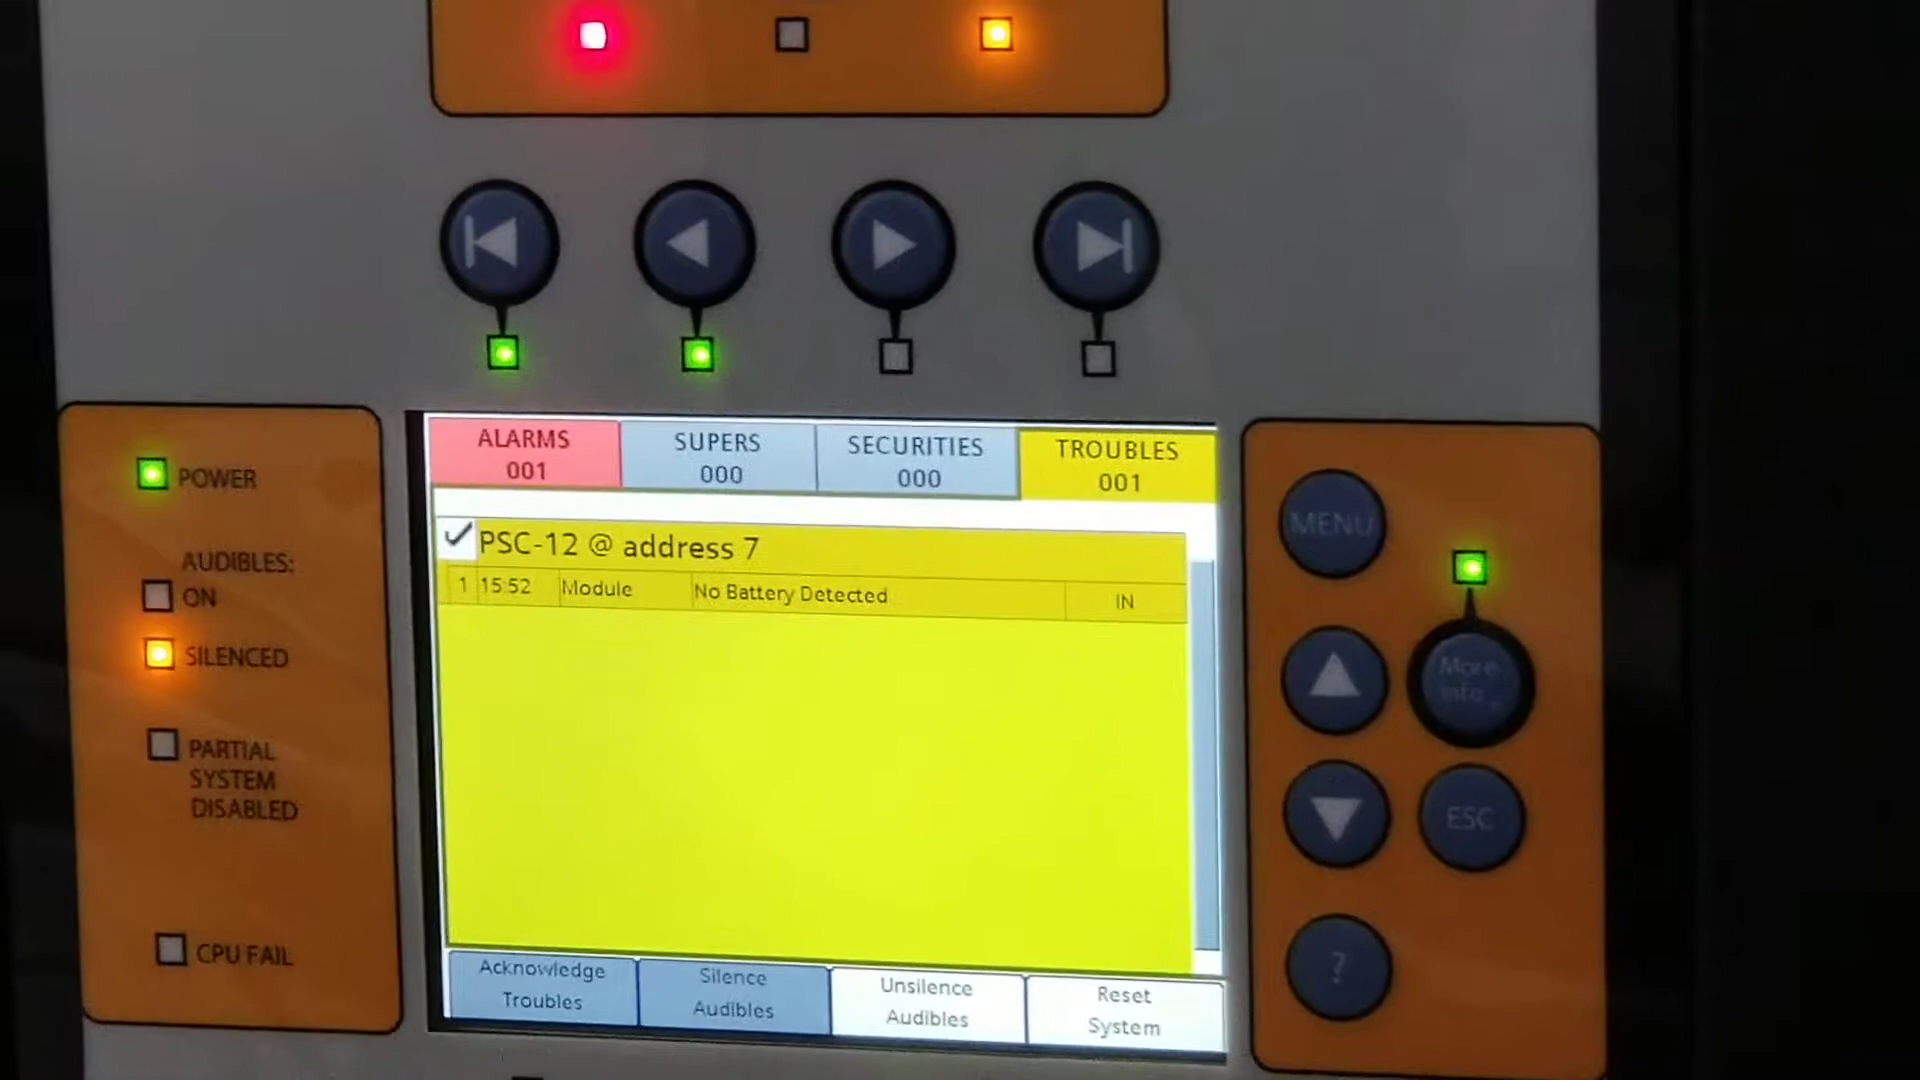 ALARMS
001
SUPERS
000
SECURITIES
000
TROUBLES
001
PSC-12 @ address 7
1 15:52 Module No Battery Detected IN
Acknowledge
Troubles
Silence
Audibles
Unsilence
Audibles
Reset
System
POWER
AUDIBLES:
ON
SILENCED
PARTIAL
SYSTEM
DISABLED
CPU FAIL
MENU
More
Info
ESC
?